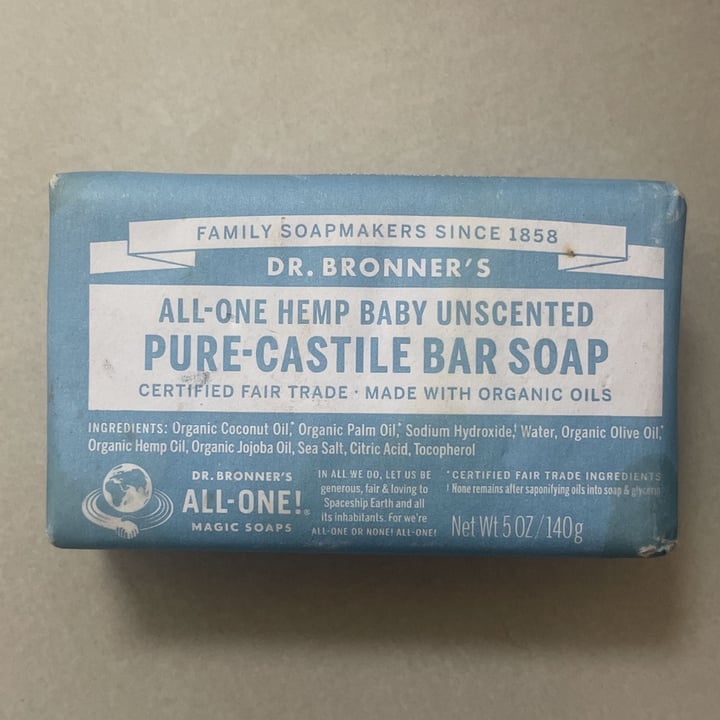 FAMILY SOAPMAKERS SINCE 1858
DR. BRONNER'S
ALL-ONE HEMP BABY UNSCENTED
PURE-CASTILE BAR SOAP
CERTIFIED FAIR TRADE · MADE WITH ORGANIC OILS
INGREDIENTS: Organic Coconut Oil,* Organic Palm Oil,* Sodium Hydroxide,† Water, Organic Olive Oil,*
Organic Hemp Oil, Organic Jojoba Oil, Sea Salt, Citric Acid, Tocopherol
DR. BRONNER'S
ALL-ONE!®
MAGIC SOAPS
IN ALL WE DO, LET US BE
generous, fair & loving to
Spaceship Earth and all
its inhabitants. For we're
ALL-ONE OR NONE! ALL-ONE!
*CERTIFIED FAIR TRADE INGREDIENTS
† None remains after saponifying oils into soap & glycerin
Net Wt 5 OZ/140g